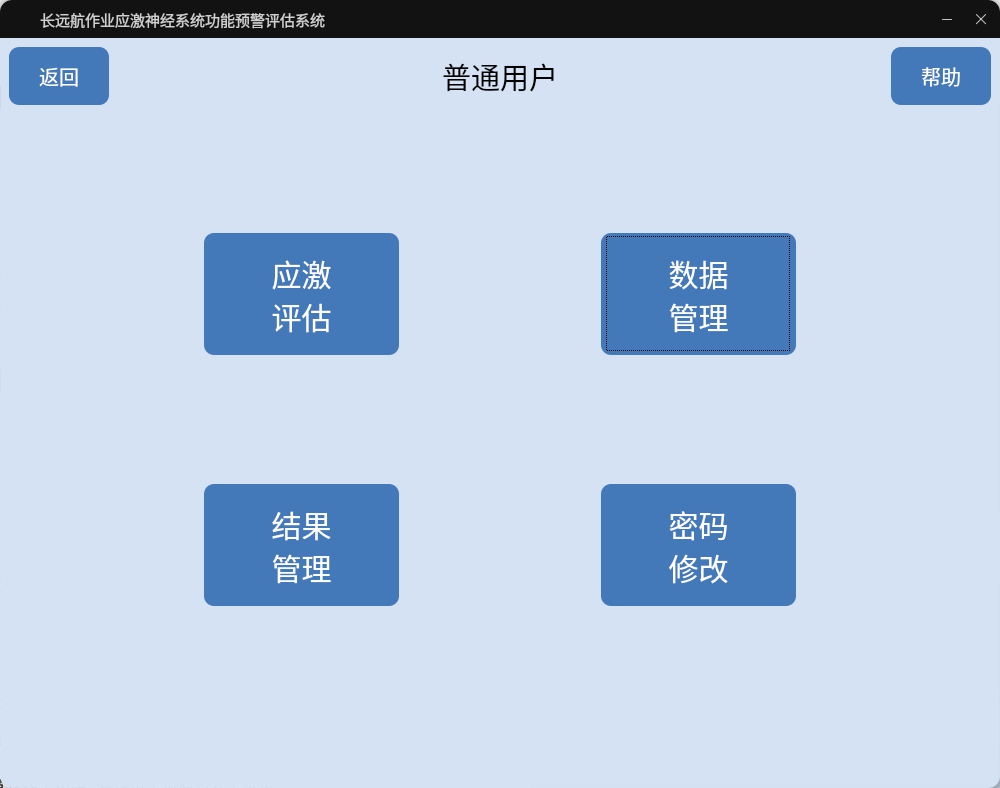 长远航作业应激神经系统功能预警评估系统
返回
普通用户
帮助
应激
评估
数据
管理
结果
管理
密码
修改